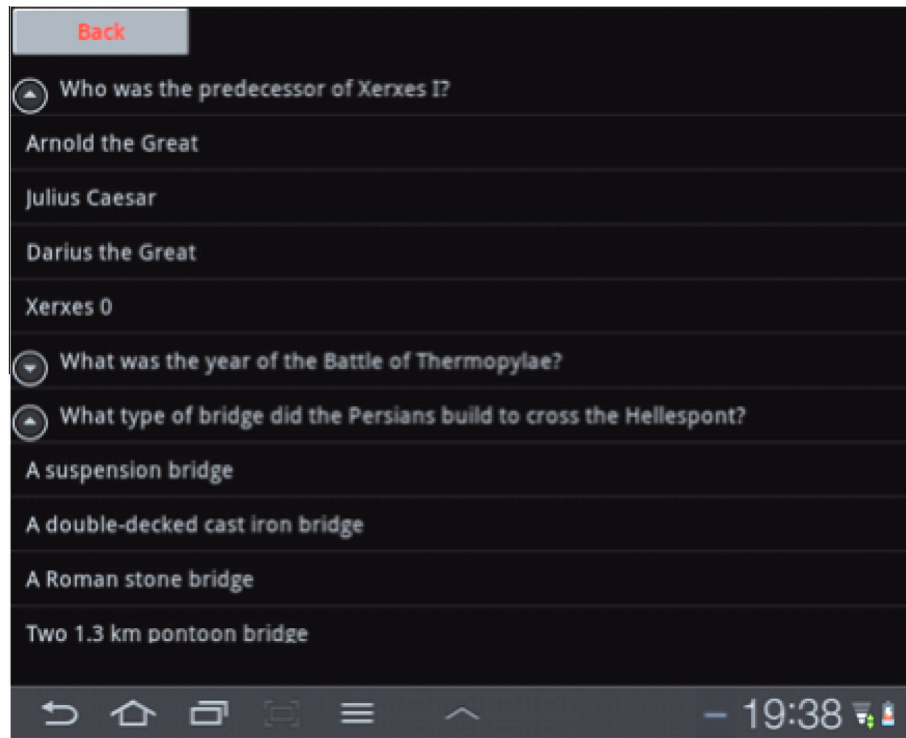 Back
Who was the predecessor of Xerxes I?
Arnold the Great
Julius Caesar
Darius the Great
Xerxes 0
What was the year of the Battle of Thermopylae?
What type of bridge did the Persians build to cross the Hellespont?
A suspension bridge
A double-decked cast iron bridge
A Roman stone bridge
Two 1.3 km pontoon bridge
19:38